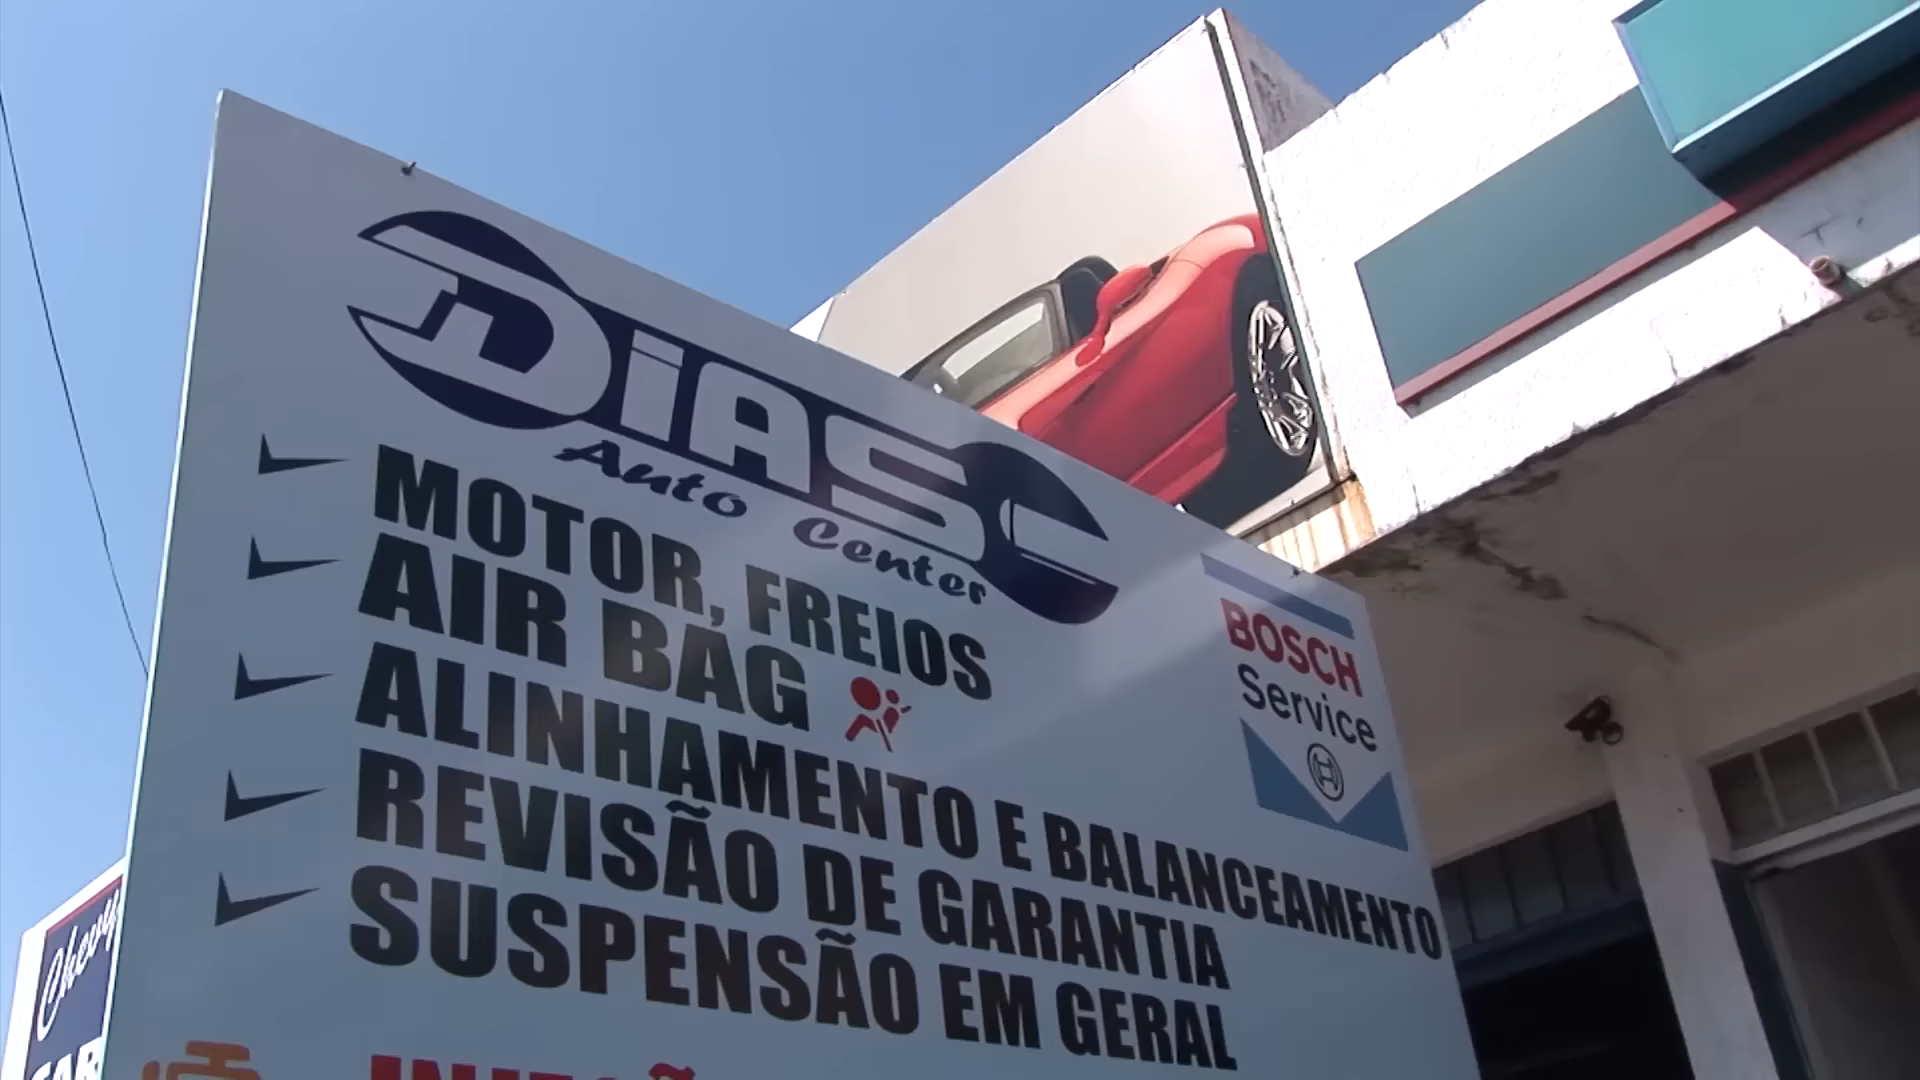 DIAS
Auto Center
MOTOR, FREIOS
AIR BAG
ALINHAMENTO E BALANCEAMENTO
REVISÃO DE GARANTIA
SUSPENSÃO EM GERAL
BOSCH
Service